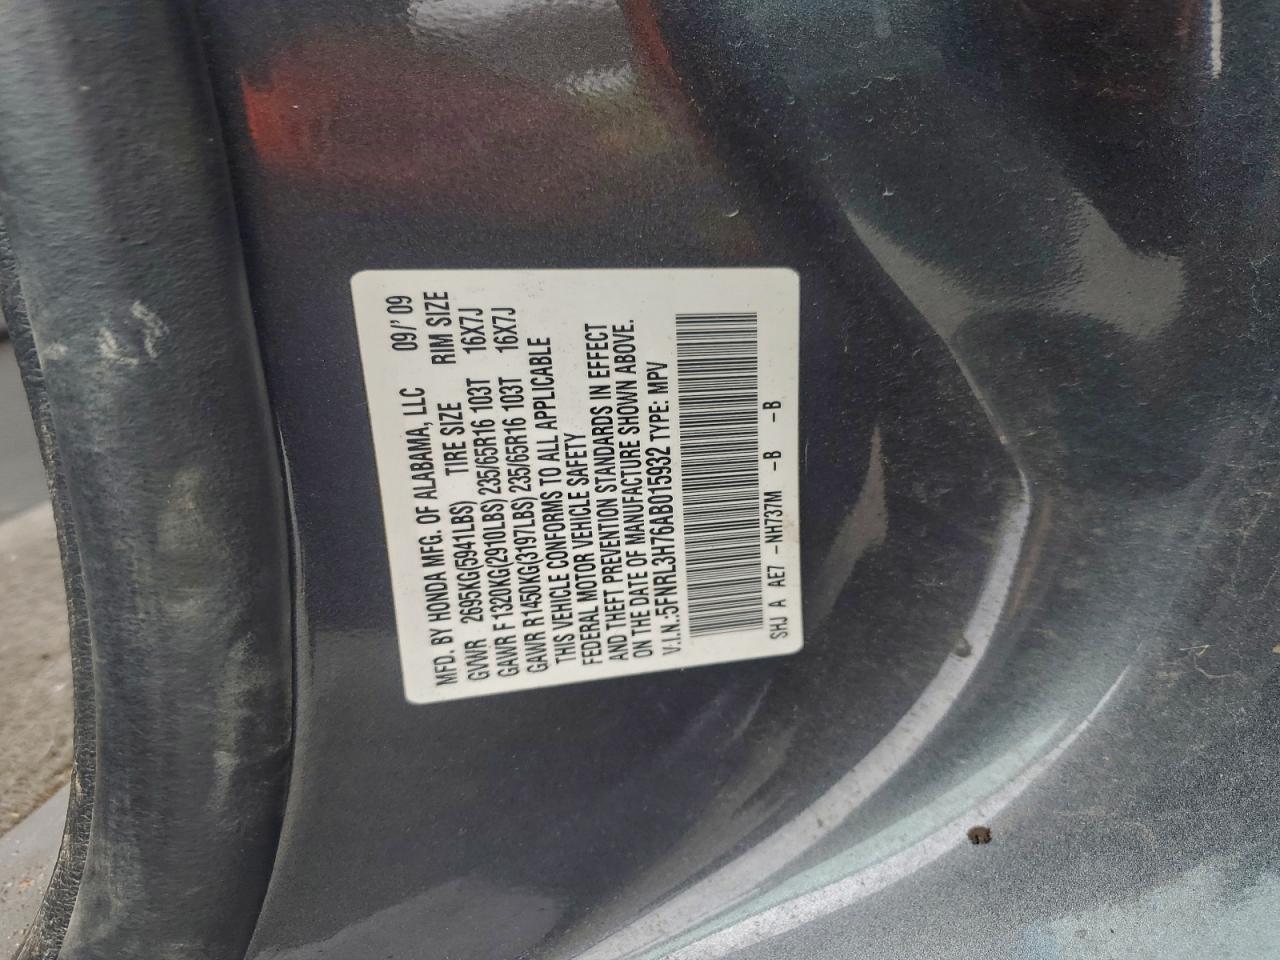 MFD. BY HONDA MFG. OF ALABAMA, LLC 09/' 09
GVWR 2695KG(5941LBS) TIRE SIZE RIM SIZE
GAWR F 1320KG(2910LBS) 235/65R16 103T 16X7J
GAWR R1450KG(3197LBS) 235/65R16 103T 16X7J
THIS VEHICLE CONFORMS TO ALL APPLICABLE
FEDERAL MOTOR VEHICLE SAFETY
AND THEFT PREVENTION STANDARDS IN EFFECT
ON THE DATE OF MANUFACTURE SHOWN ABOVE.
V.I.N.:5FNRL3H76AB015932 TYPE: MPV
SHJ A AE7 -NH737M -B -B